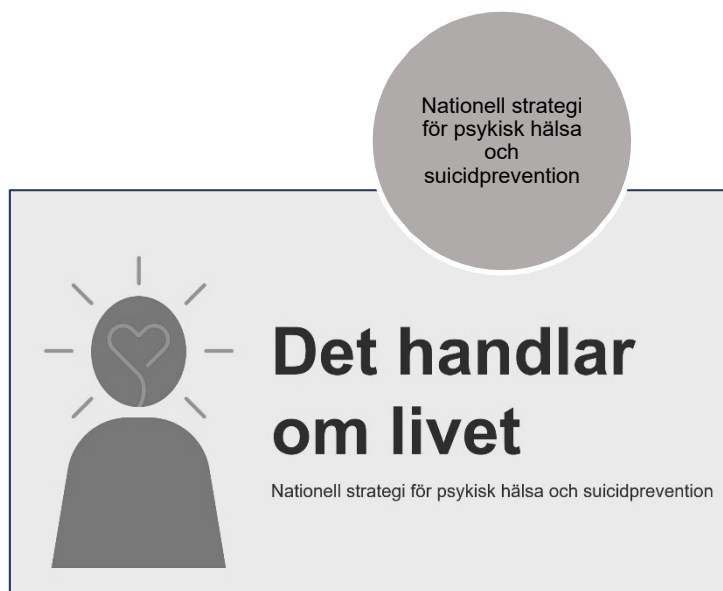 Nationell strategi
för psykisk hälsa
och
suicidprevention
Det handlar
om livet
Nationell strategi för psykisk hälsa och suicidprevention